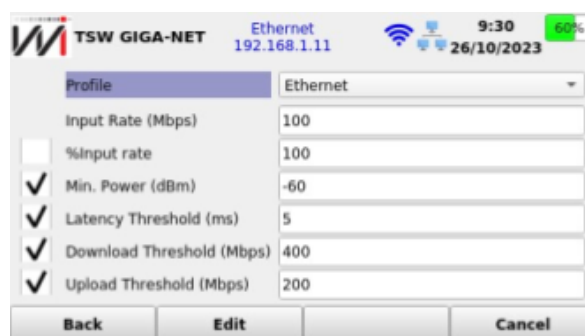 TSW GIGA-NET
Ethernet
192.168.1.11
9:30
26/10/2023
60%
Profile Ethernet
Input Rate (Mbps) 100
%Input rate 100
Min. Power (dBm) -60
Latency Threshold (ms) 5
Download Threshold (Mbps) 400
Upload Threshold (Mbps) 200
Back Edit Cancel